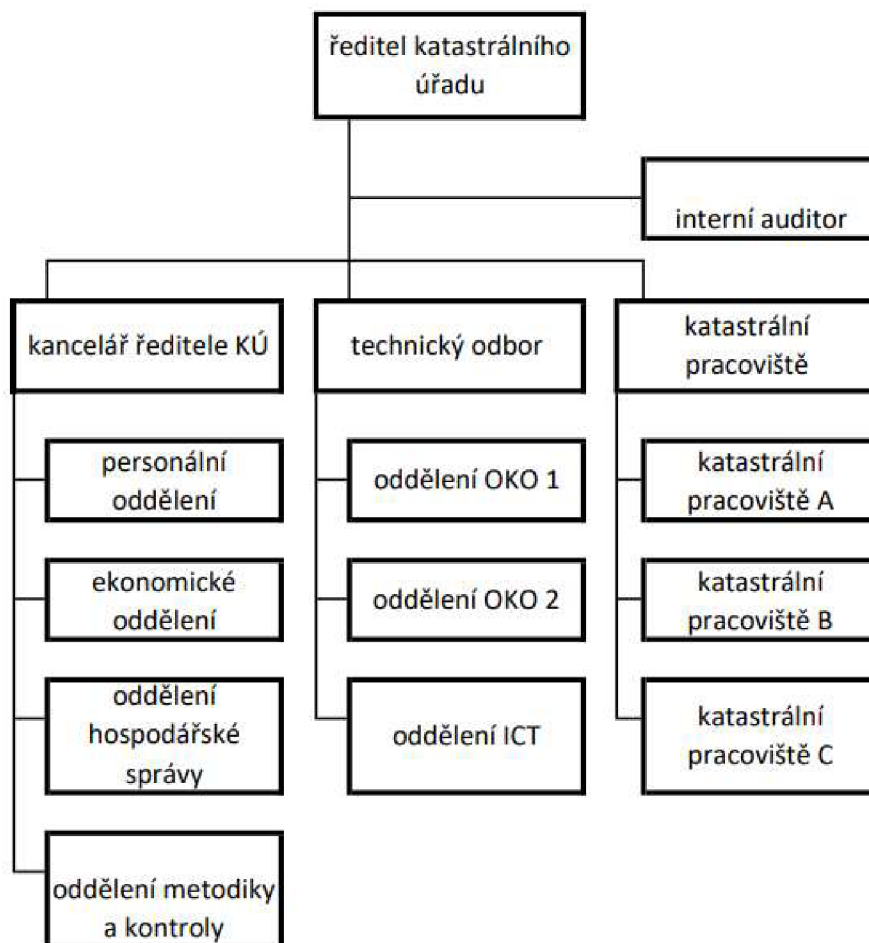 ředitel katastrálního
úřadu
interní auditor
kancelář ředitele KÚ
technický odbor
katastrální
pracoviště
personální
oddělení
oddělení OKO 1
katastrální
pracoviště A
ekonomické
oddělení
oddělení OKO 2
katastrální
pracoviště B
oddělení
hospodářské
správy
oddělení ICT
katastrální
pracoviště C
oddělení metodiky
a kontroly